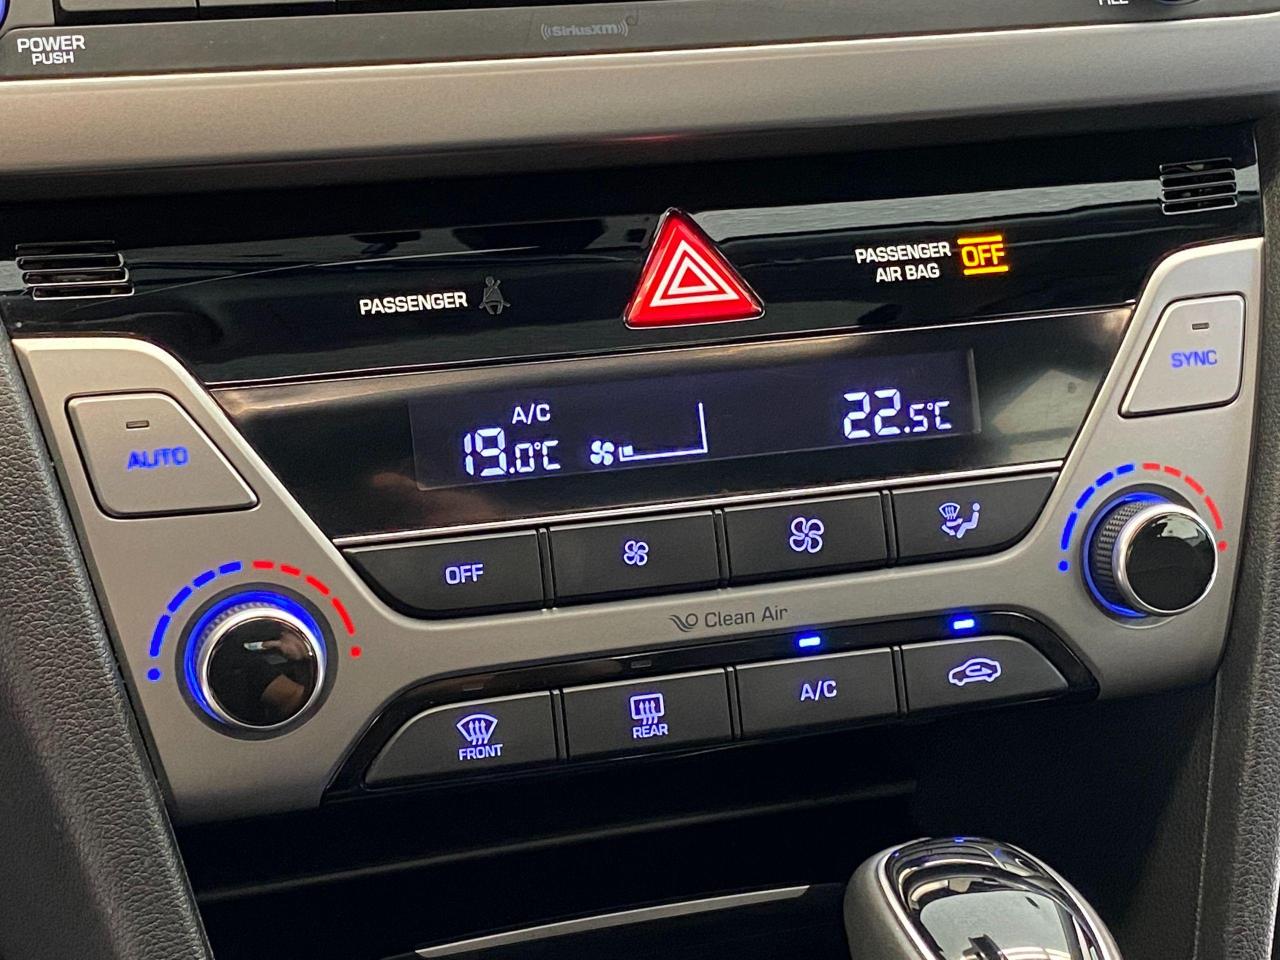 POWER
PUSH
SiriusXM
PASSENGER
PASSENGER
AIR BAG
OFF
AUTO
A/C
19.0°C
22.5°C
SYNC
OFF
Clean Air
FRONT
REAR
A/C